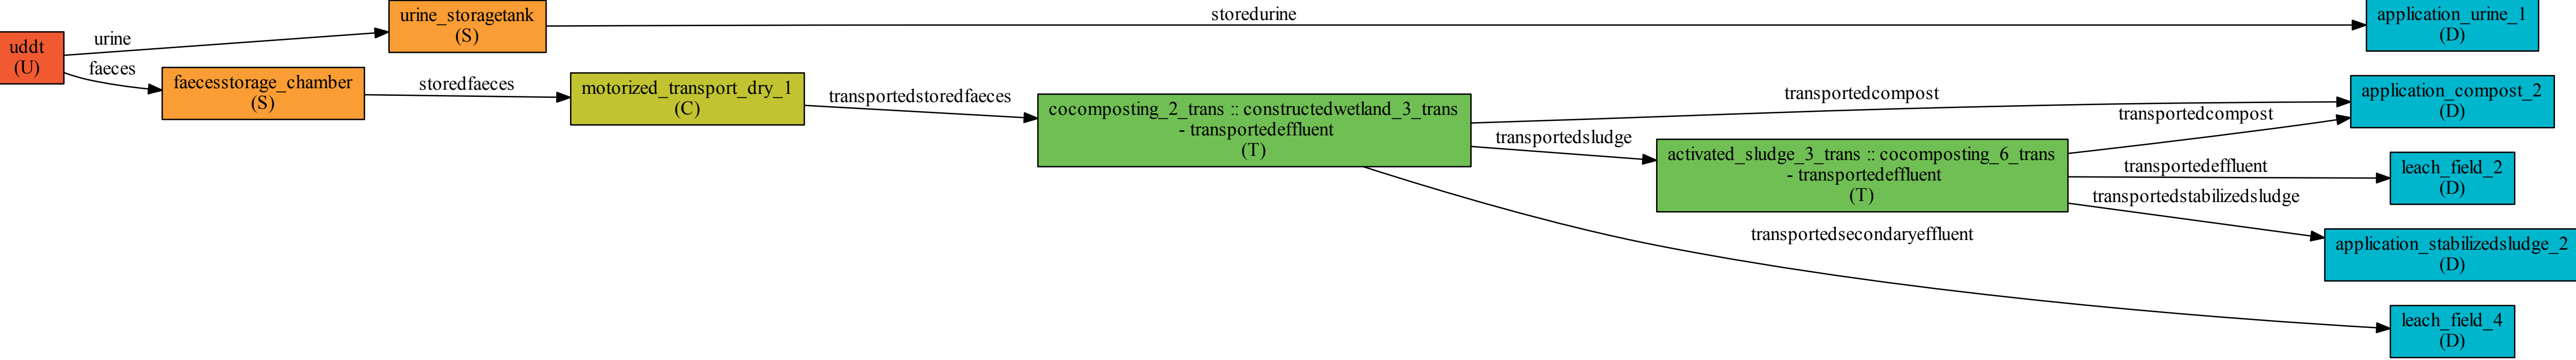 uddt
(U)
urine
faeces
urine_storagetank
(S)
faecesstorage_chamber
(S)
storedurine
storedfaeces
motorized_transport_dry_1
(C)
transportedstoredfaeces
cocomposting_2_trans :: constructedwetland_3_trans
- transportedeffluent
(T)
transportedcompost
transportedsludge
transportedsecondaryeffluent
activated_sludge_3_trans :: cocomposting_6_trans
- transportedeffluent
(T)
transportedcompost
transportedeffluent
transportedstabilizedsludge
application_urine_1
(D)
application_compost_2
(D)
leach_field_2
(D)
application_stabilizedsludge_2
(D)
leach_field_4
(D)